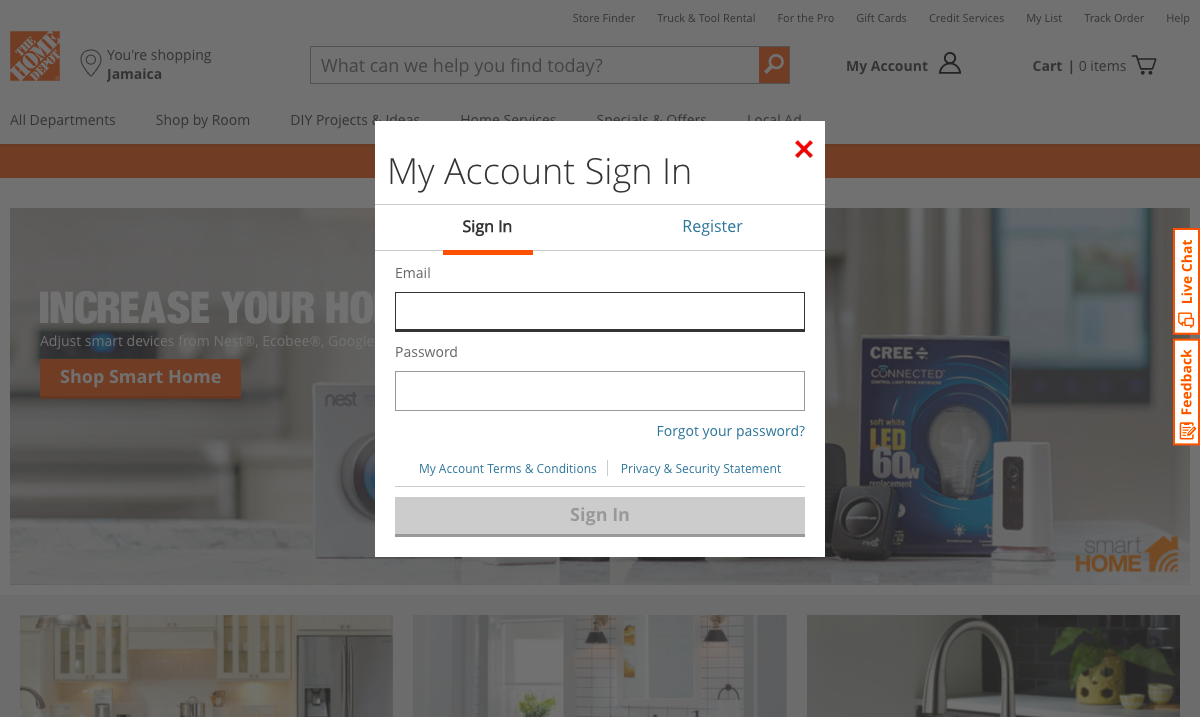 Store Finder Truck & Tool Rental For the Pro Gift Cards Credit Services My List Track Order Help
THE HOME DEPOT
You're shopping
Jamaica
What can we help you find today?
My Account
Cart | 0 items
All Departments Shop by Room DIY Projects & Ideas Home Services Specials & Offers Local Ad
My Account Sign In
Sign In Register
Email
Password
Forgot your password?
My Account Terms & Conditions Privacy & Security Statement
Sign In
INCREASE YOUR HO
Adjust smart devices from Nest®, Ecobee®, Google
Shop Smart Home
nest
CREE
CONNECTED
soft white
LED
60W
replacement
smart
HOME
Live Chat
Feedback